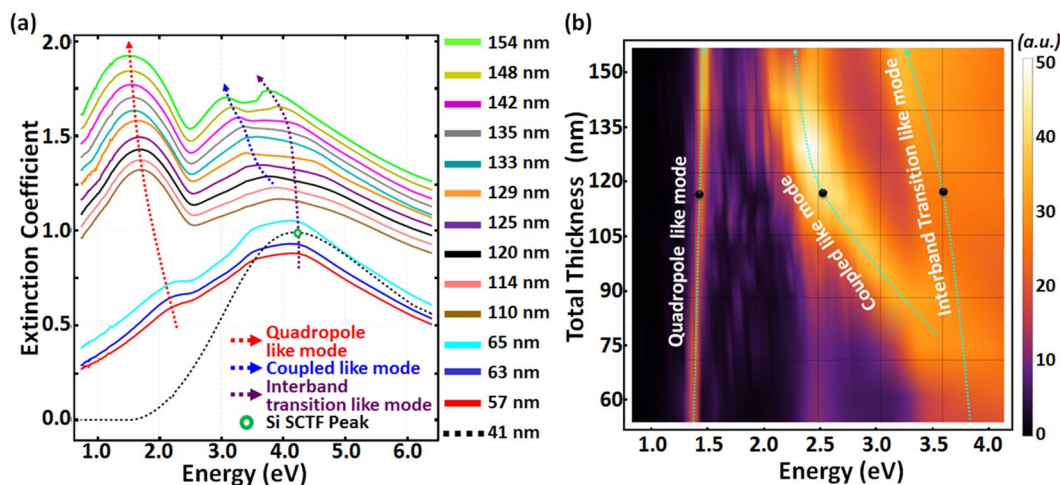 (a)
2.0
1.5
1.0
0.5
0.0
Extinction Coefficient
1.0 2.0 3.0 4.0 5.0 6.0
Energy (eV)
Quadropole
like mode
Coupled like mode
Interband
transition like mode
Si SCTF Peak
154 nm
148 nm
142 nm
135 nm
133 nm
129 nm
125 nm
120 nm
114 nm
110 nm
65 nm
63 nm
57 nm
41 nm
(b)
150
135
120
105
90
75
60
Total Thickness (nm)
1.0 1.5 2.0 2.5 3.0 3.5 4.0
Energy (eV)
Quadropole like mode
Coupled like mode
Interband Transition like mode
(a.u.)
50
40
30
20
10
0